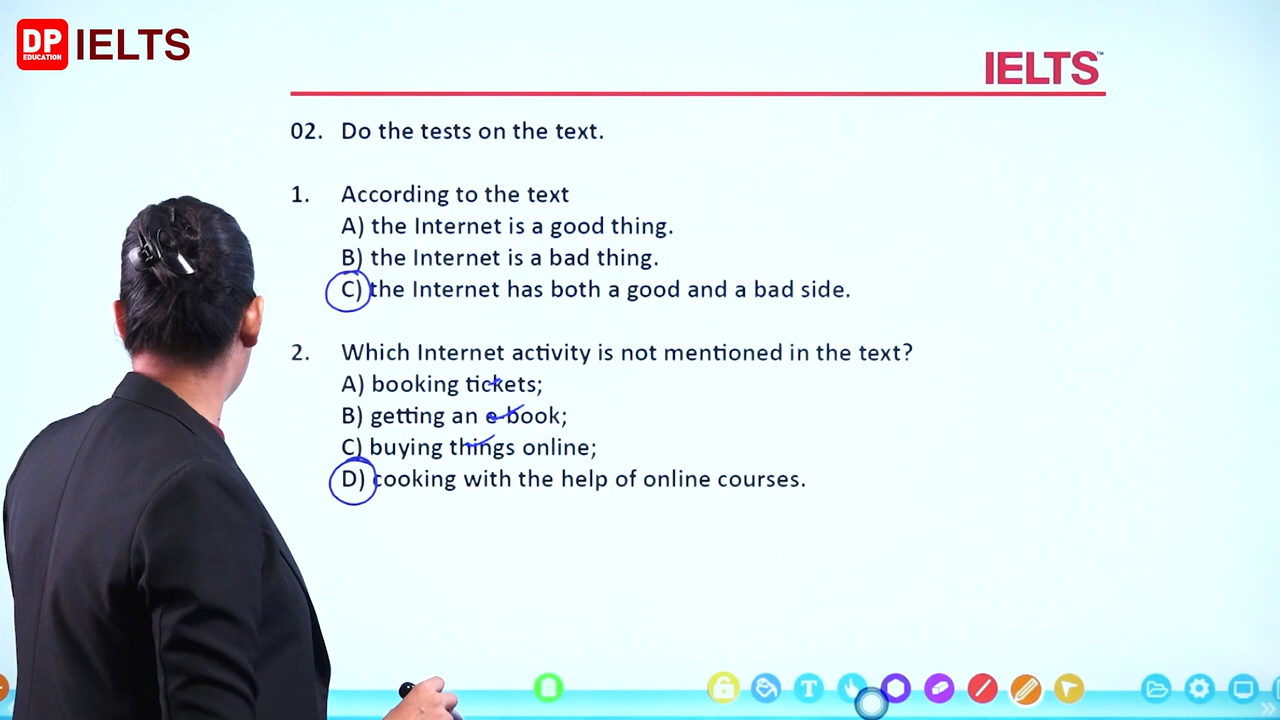 DP
EDUCATION
IELTS
IELTS™
02. Do the tests on the text.
1. According to the text
A) the Internet is a good thing.
B) the Internet is a bad thing.
C) the Internet has both a good and a bad side.
2. Which Internet activity is not mentioned in the text?
A) booking tickets;
B) getting an e-book;
C) buying things online;
D) cooking with the help of online courses.
T